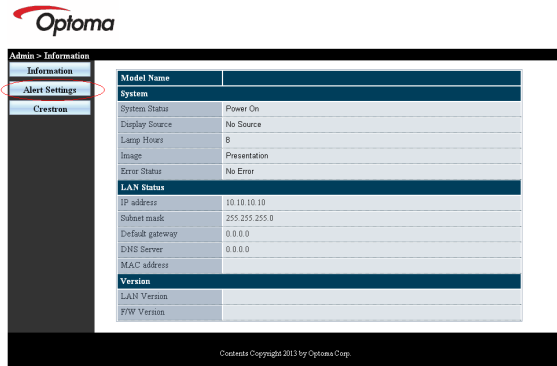 Optoma
Admin > Information
Information
Alert Settings
Crestron
Model Name
System
System Status Power On
Display Source No Source
Lamp Hours 8
Image Presentation
Error Status No Error
LAN Status
IP address 10.10.10.10
Subnet mask 255.255.255.0
Default gateway 0.0.0.0
DNS Server 0.0.0.0
MAC address
Version
LAN Version
F/W Version
Contents Copyright 2013 by Optoma Corp.